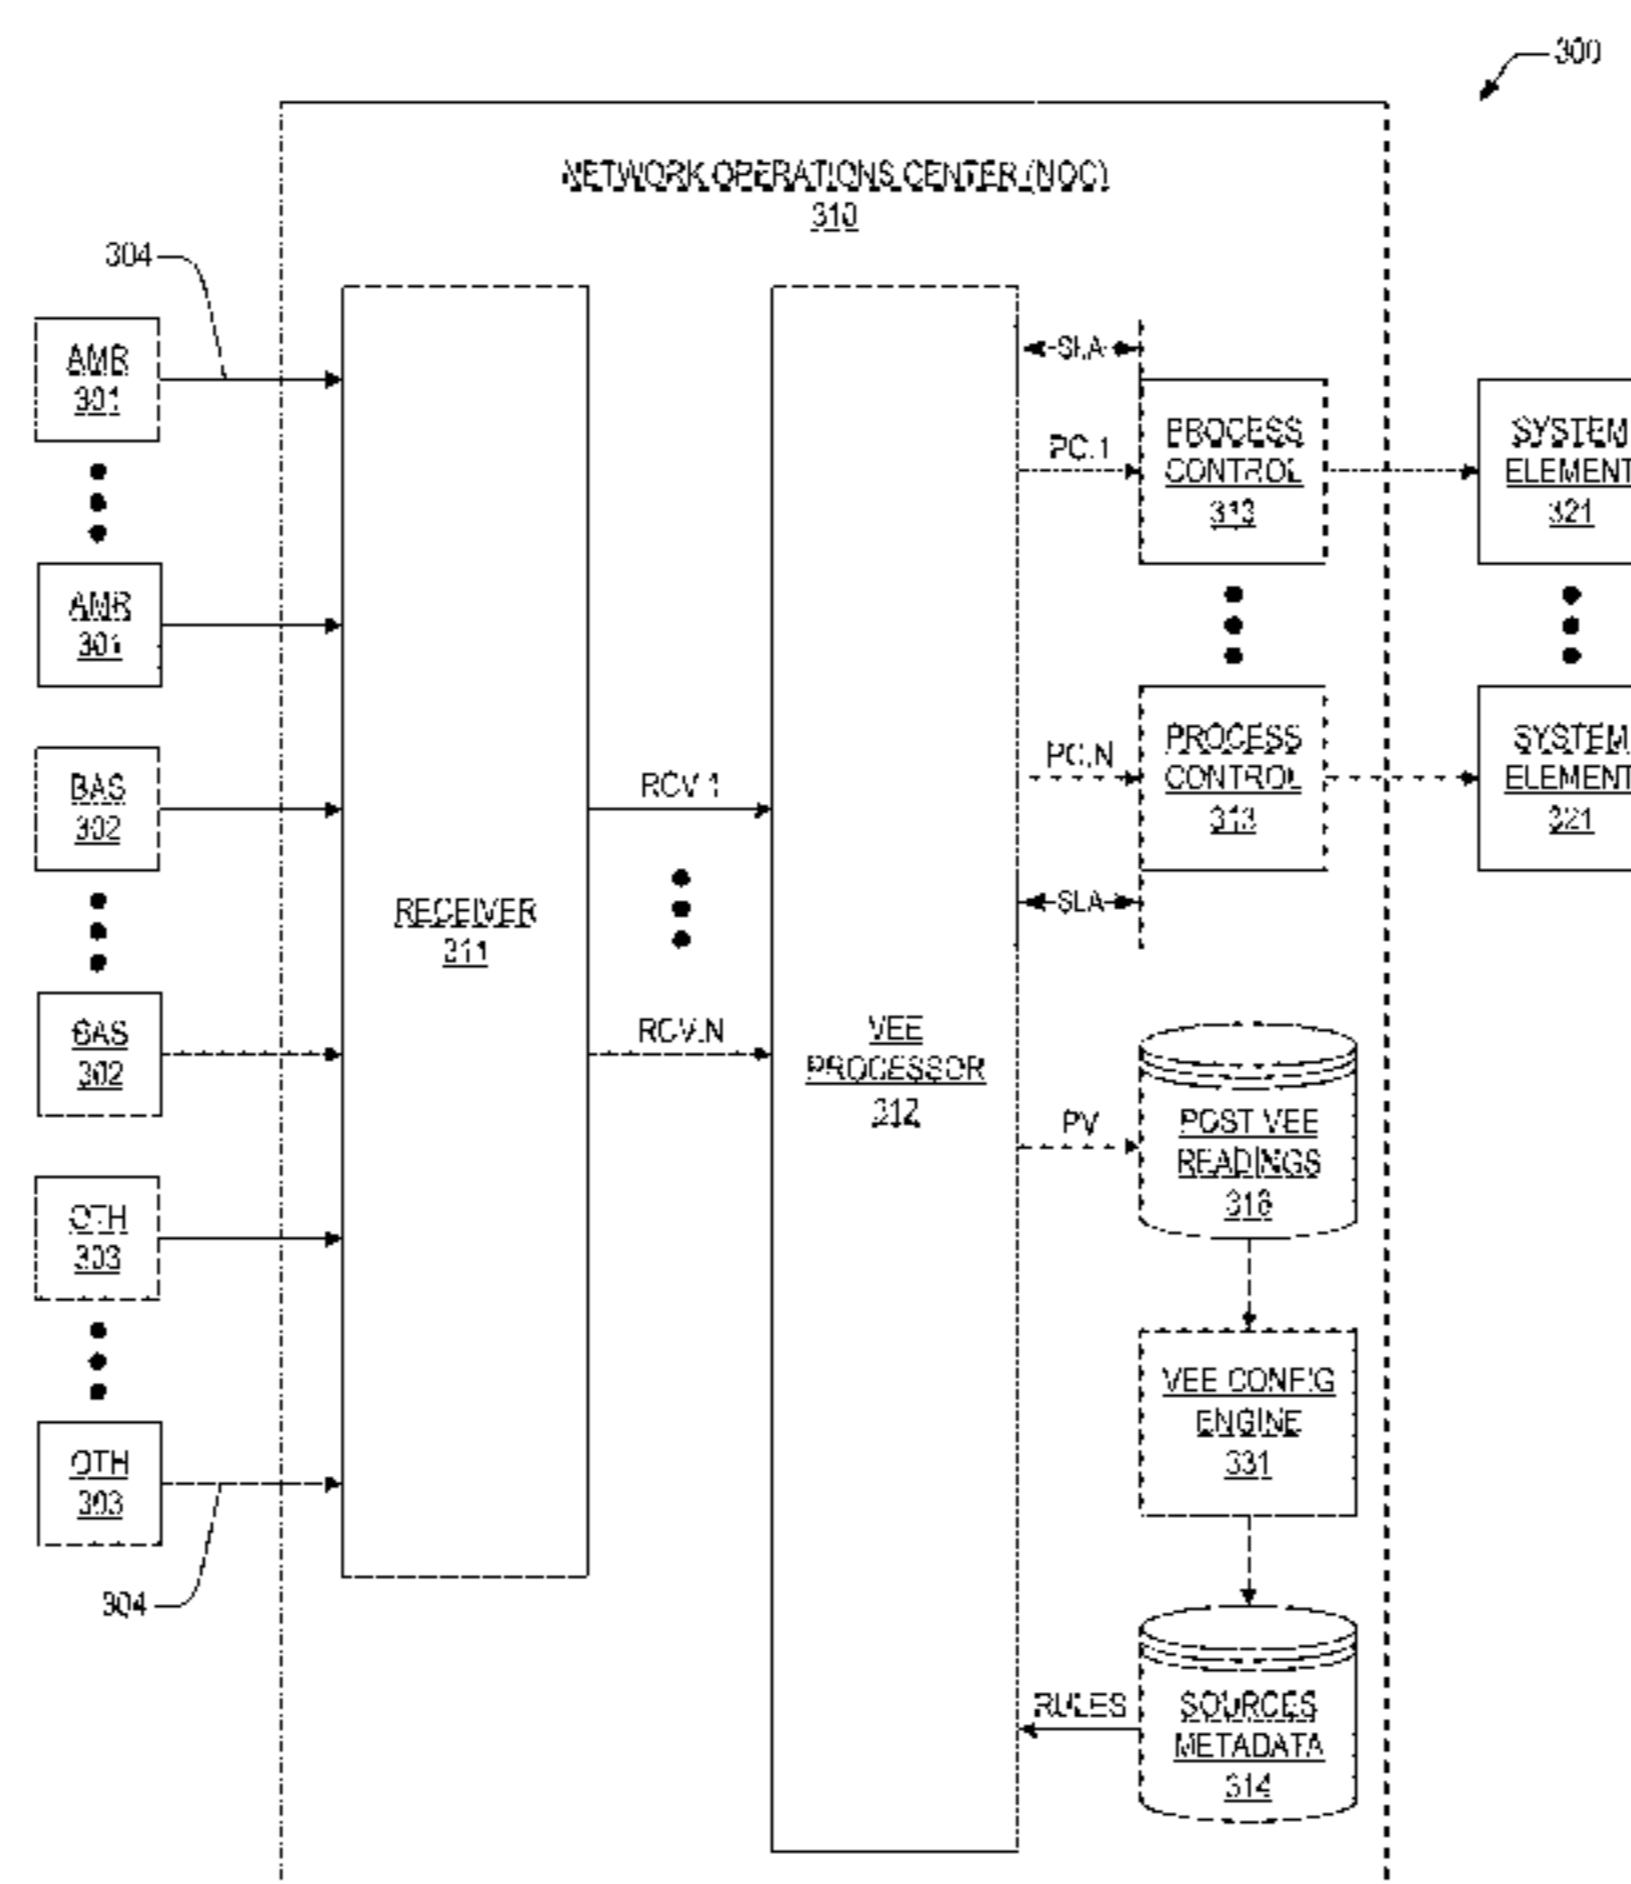 300
NETWORK OPERATIONS CENTER (NOC)
310
304
AMR
301
AMR
301
BAS
302
BAS
302
OTH
303
OTH
303
304
RECEIVER
311
RCV.1
RCV.N
VEE
PROCESSOR
312
SLA
PC.1
PROCESS
CONTROL
313
SYSTEM
ELEMENT
321
PC.N
PROCESS
CONTROL
313
SYSTEM
ELEMENT
321
SLA
PV
POST VEE
READINGS
316
VEE CONFIG
ENGINE
331
RULES
SOURCES
METADATA
314